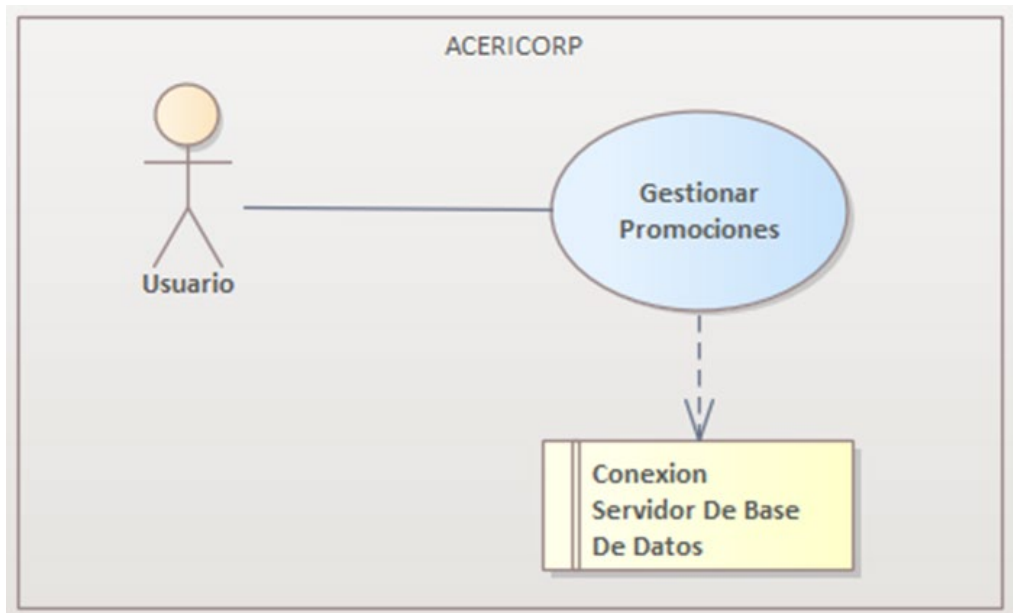 ACERICORP
Gestionar
Promociones
Usuario
Conexion
Servidor De Base
De Datos